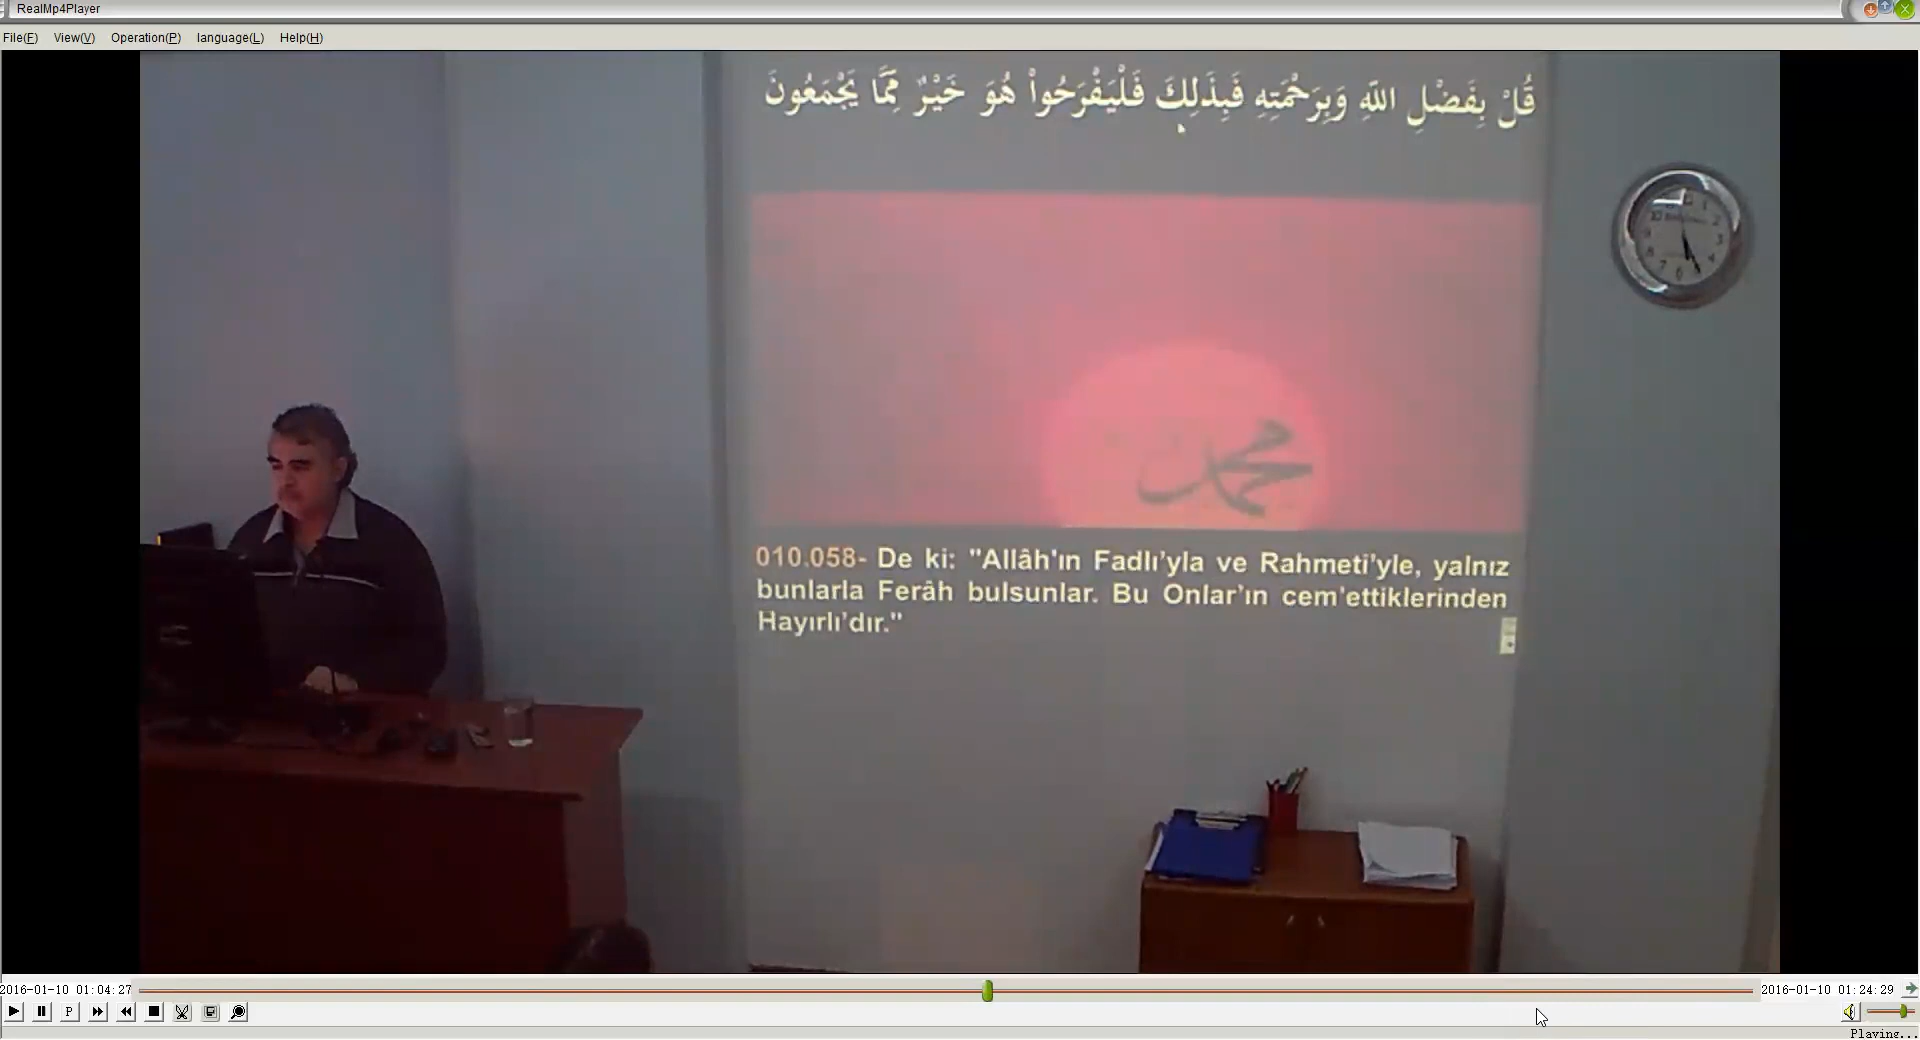 RealMp4Player
File(F) View(V) Operation(P) language(L) Help(H)
قُلْ بِفَضْلِ اللّهِ وَبِرَحْمَتِهِ فَبِذَلِكَ فَلْيَفْرَحُواْ هُوَ خَيْرٌ مِّمَّا يَجْمَعُونَ
محمد
010.058- De ki: "Allâh'ın Fadlı'yla ve Rahmeti'yle, yalnız
bunlarla Ferâh bulsunlar. Bu Onlar'ın cem'ettiklerinden
Hayırlı'dır."
2016-01-10 01:04:27 2016-01-10 01:24:29
P
Playing...